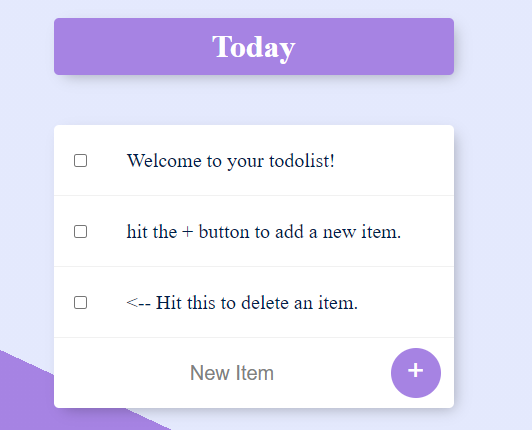 Today
Welcome to your todolist!
hit the + button to add a new item.
<-- Hit this to delete an item.
New Item
+